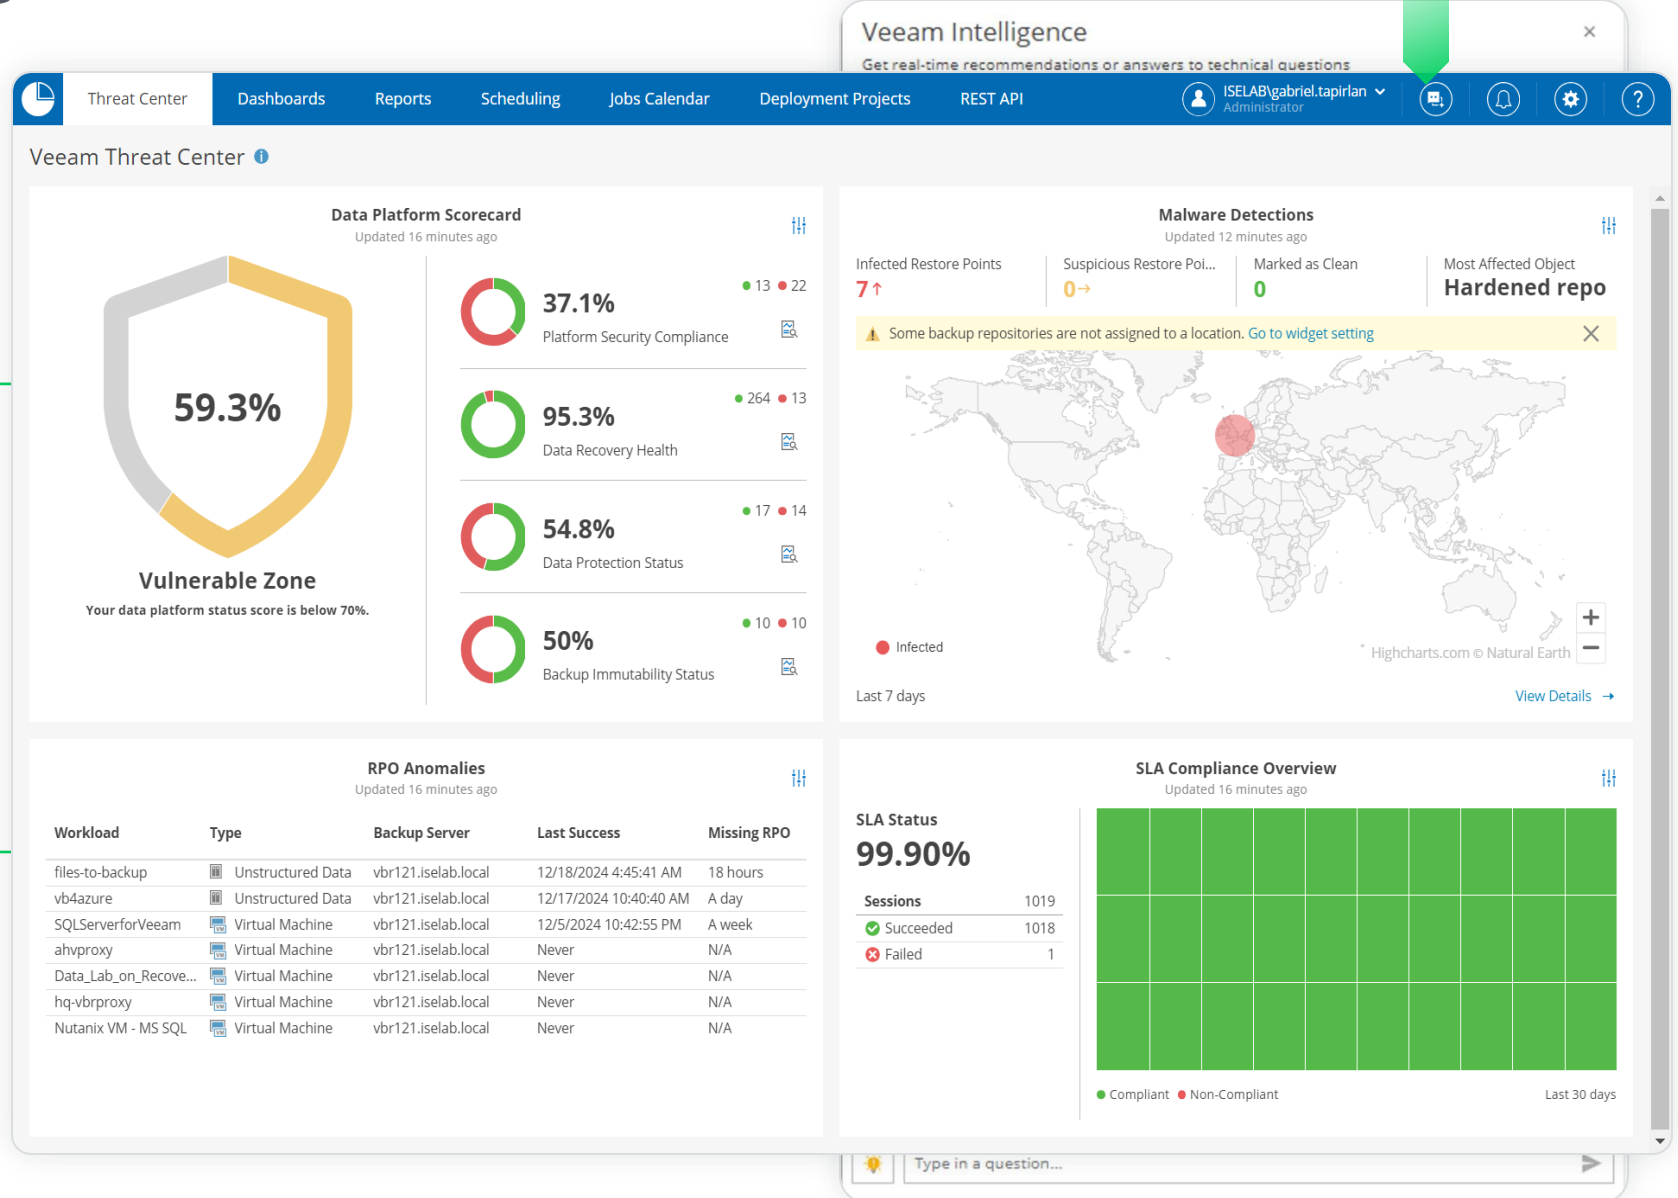 Veeam Intelligence
Get real-time recommendations or answers to technical questions
Threat Center
Dashboards
Reports
Scheduling
Jobs Calendar
Deployment Projects
REST API
ISELAB\gabriel.tapirlan
Administrator
Veeam Threat Center
Data Platform Scorecard
Updated 16 minutes ago
59.3%
Vulnerable Zone
Your data platform status score is below 70%.
37.1%
Platform Security Compliance
13 22
95.3%
Data Recovery Health
264 13
54.8%
Data Protection Status
17 14
50%
Backup Immutability Status
10 10
Malware Detections
Updated 12 minutes ago
Infected Restore Points
7
Suspicious Restore Poi...
0
Marked as Clean
0
Most Affected Object
Hardened repo
Some backup repositories are not assigned to a location. Go to widget setting
Infected
Highcharts.com © Natural Earth
Last 7 days
View Details
RPO Anomalies
Updated 16 minutes ago
Workload Type Backup Server Last Success Missing RPO
files-to-backup Unstructured Data vbr121.iselab.local 12/18/2024 4:45:41 AM 18 hours
vb4azure Unstructured Data vbr121.iselab.local 12/17/2024 10:40:40 AM A day
SQLServerforVeeam Virtual Machine vbr121.iselab.local 12/5/2024 10:42:55 PM A week
ahvproxy Virtual Machine vbr121.iselab.local Never N/A
Data_Lab_on_Recove... Virtual Machine vbr121.iselab.local Never N/A
hq-vbrproxy Virtual Machine vbr121.iselab.local Never N/A
Nutanix VM - MS SQL Virtual Machine vbr121.iselab.local Never N/A
SLA Compliance Overview
Updated 16 minutes ago
SLA Status
99.90%
Sessions 1019
Succeeded 1018
Failed 1
Compliant Non-Compliant
Last 30 days
Type in a question...